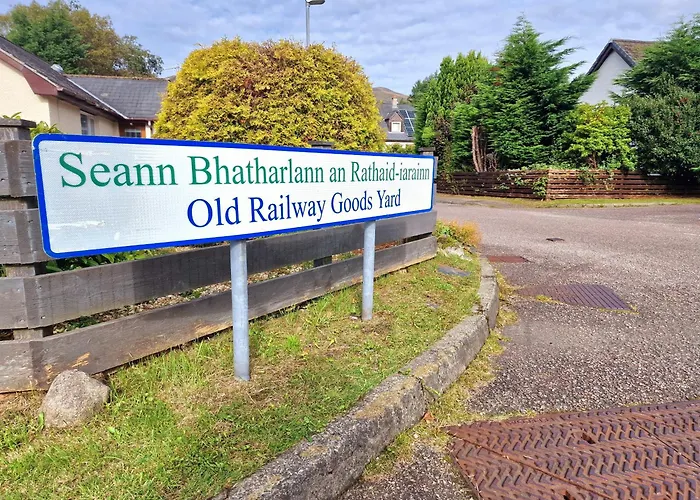 Seann Bhatharlann an Rathaid-iarainn
Old Railway Goods Yard